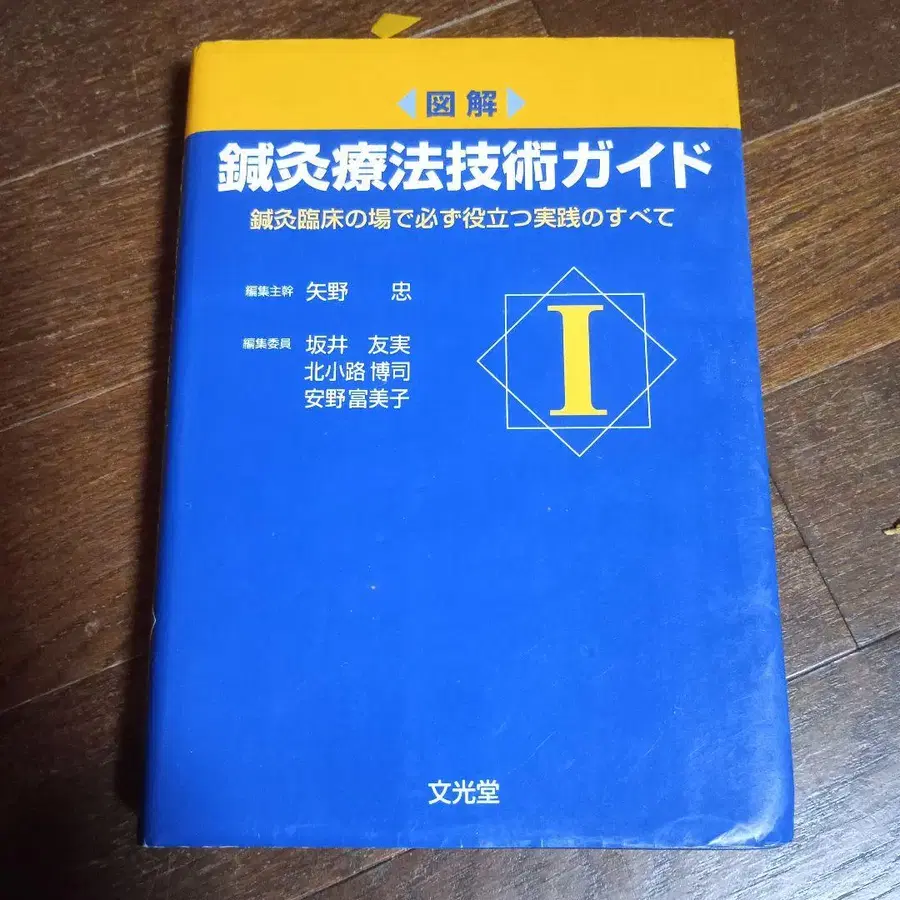 図解
鍼灸療法技術ガイド
鍼灸臨床の場で必ず役立つ実践のすべて
編集主幹 矢野 忠
編集委員 坂井 友実
北小路 博司
安野 富美子
I
文光堂